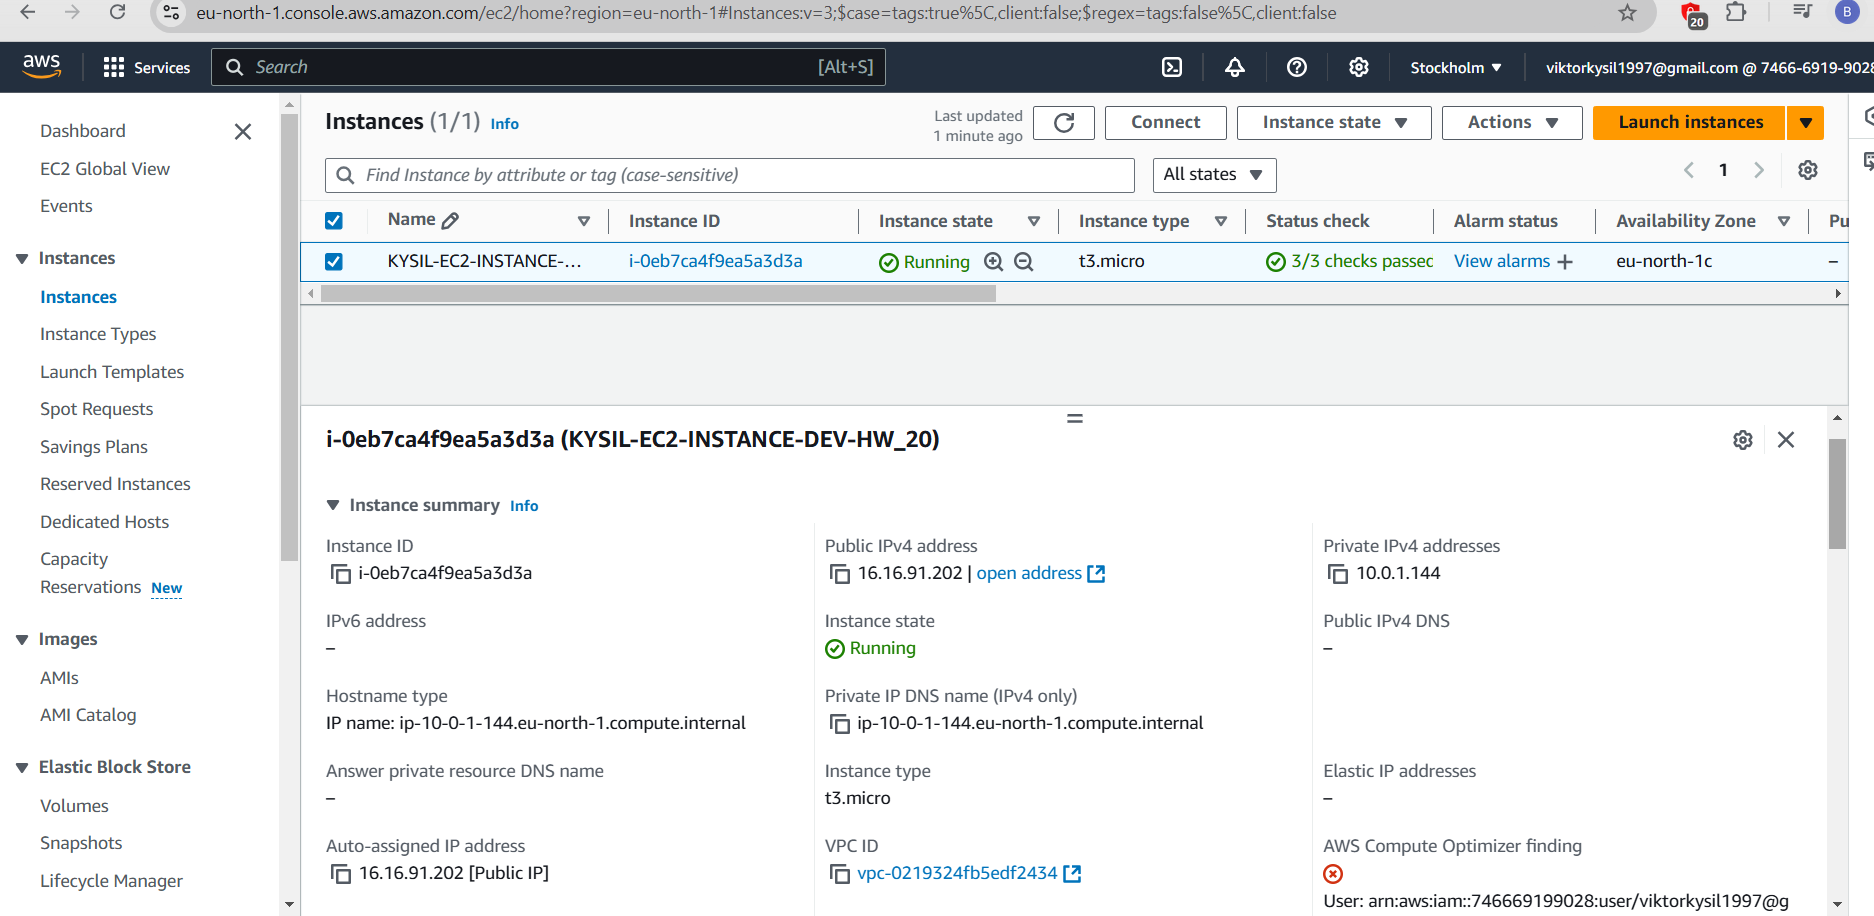 eu-north-1.console.aws.amazon.com/ec2/home?region=eu-north-1#Instances:v=3;$case=tags:true%5C,client:false;$regex=tags:false%5C,client:false
20
B
aws
Services
Search
[Alt+S]
Stockholm
viktorkysil1997@gmail.com @ 7466-6919-9028
Dashboard
EC2 Global View
Events
Instances
Instances
Instance Types
Launch Templates
Spot Requests
Savings Plans
Reserved Instances
Dedicated Hosts
Capacity
Reservations New
Images
AMIs
AMI Catalog
Elastic Block Store
Volumes
Snapshots
Lifecycle Manager
Instances (1/1) Info
Last updated
1 minute ago
Connect
Instance state
Actions
Launch instances
Find Instance by attribute or tag (case-sensitive)
All states
1
Name
Instance ID
Instance state
Instance type
Status check
Alarm status
Availability Zone
Pu
KYSIL-EC2-INSTANCE-...
i-0eb7ca4f9ea5a3d3a
Running
t3.micro
3/3 checks passed
View alarms +
eu-north-1c
–
i-0eb7ca4f9ea5a3d3a (KYSIL-EC2-INSTANCE-DEV-HW_20)
Instance summary Info
Instance ID
i-0eb7ca4f9ea5a3d3a
Public IPv4 address
16.16.91.202 | open address
Private IPv4 addresses
10.0.1.144
IPv6 address
–
Instance state
Running
Public IPv4 DNS
–
Hostname type
IP name: ip-10-0-1-144.eu-north-1.compute.internal
Private IP DNS name (IPv4 only)
ip-10-0-1-144.eu-north-1.compute.internal
Answer private resource DNS name
–
Instance type
t3.micro
Elastic IP addresses
–
Auto-assigned IP address
16.16.91.202 [Public IP]
VPC ID
vpc-0219324fb5edf2434
AWS Compute Optimizer finding
User: arn:aws:iam::746669199028:user/viktorkysil1997@g